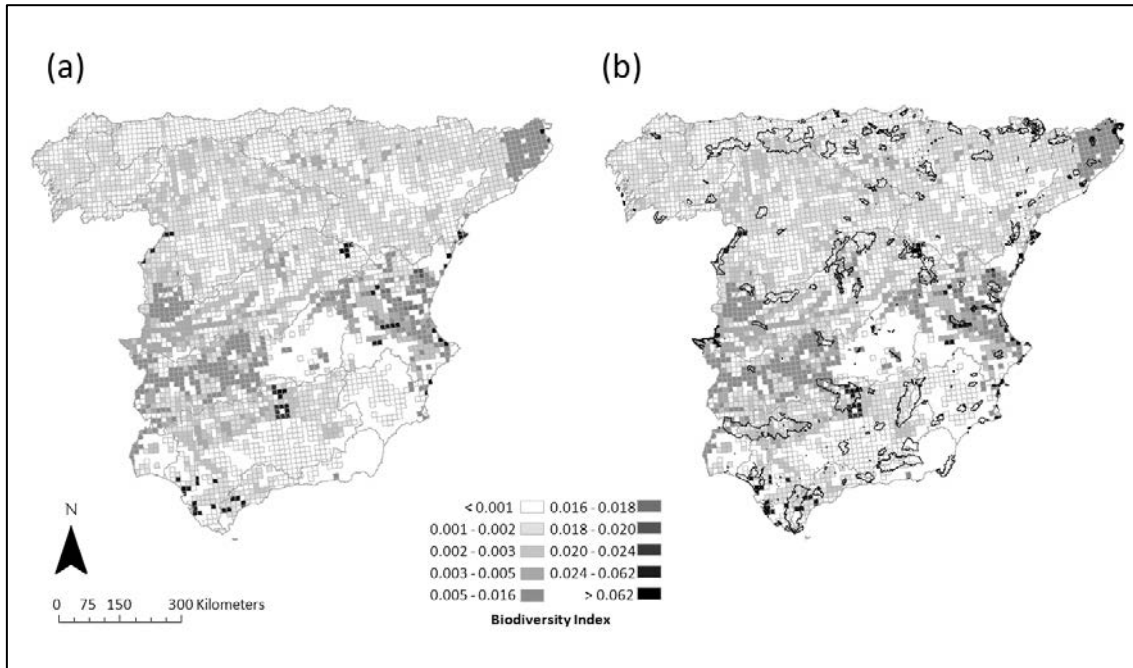 (a)
(b)
N
0 75 150 300 Kilometers
< 0.001 0.016 - 0.018
0.001 - 0.002 0.018 - 0.020
0.002 - 0.003 0.020 - 0.024
0.003 - 0.005 0.024 - 0.062
0.005 - 0.016 > 0.062
Biodiversity Index